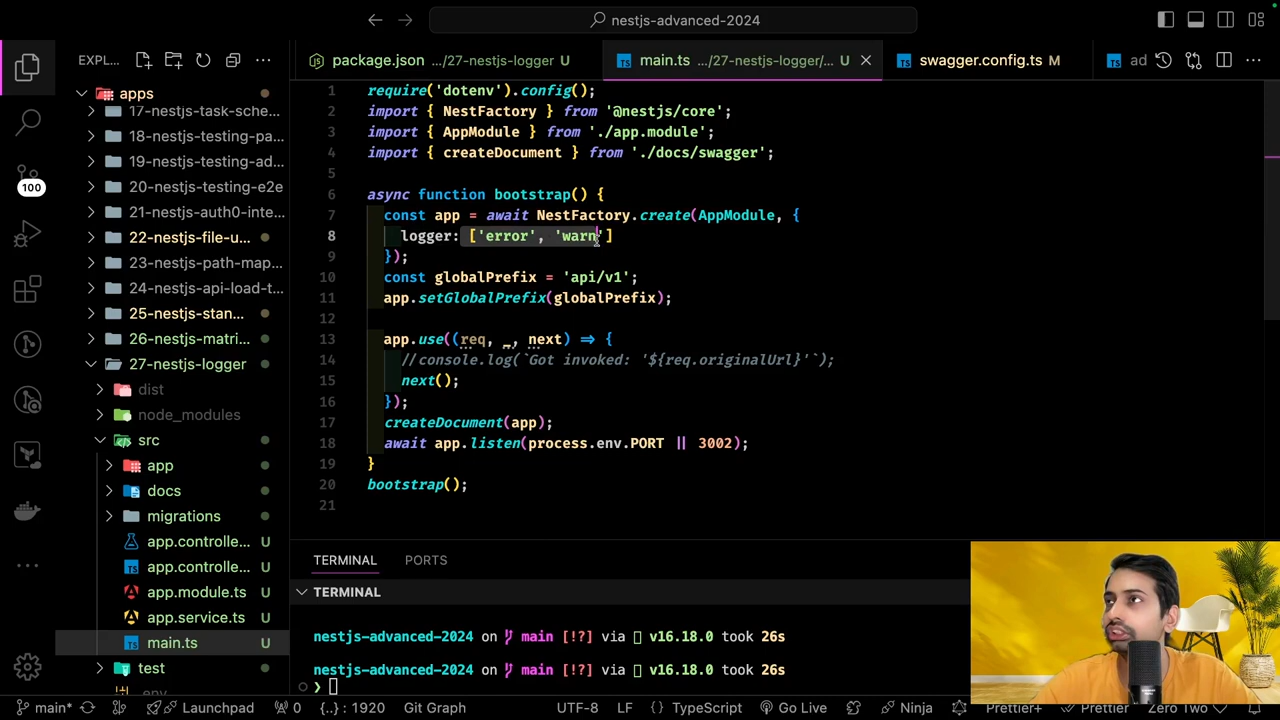 nestjs-advanced-2024
EXPL...
package.json .../27-nestjs-logger U
main.ts .../27-nestjs-logger/... U
swagger.config.ts M
ad
apps
17-nestjs-task-sche...
18-nestjs-testing-pa...
19-nestjs-testing-ad...
20-nestjs-testing-e2e
21-nestjs-auth0-inte...
22-nestjs-file-u...
23-nestjs-path-map...
24-nestjs-api-load-t...
25-nestjs-stan...
26-nestjs-matri...
27-nestjs-logger
dist
node_modules
src
app
docs
migrations
app.controlle... U
app.controlle... U
app.module.ts U
app.service.ts U
main.ts U
test
.env
100
1 require('dotenv').config();
2 import { NestFactory } from '@nestjs/core';
3 import { AppModule } from './app.module';
4 import { createDocument } from './docs/swagger';
5
6 async function bootstrap() {
7 const app = await NestFactory.create(AppModule, {
8 logger: ['error', 'warn']
9 });
10 const globalPrefix = 'api/v1';
11 app.setGlobalPrefix(globalPrefix);
12
13 app.use((req, _, next) => {
14 //console.log(`Got invoked: '${req.originalUrl}'`);
15 next();
16 });
17 createDocument(app);
18 await app.listen(process.env.PORT || 3002);
19 }
20 bootstrap();
21
TERMINAL PORTS
TERMINAL
nestjs-advanced-2024 on main [!?] via v16.18.0 took 26s
nestjs-advanced-2024 on main [!?] via v16.18.0 took 26s
❯
main* Launchpad 0 {..} : 1920 Git Graph UTF-8 LF {} TypeScript Go Live Ninja Prettier+ Prettier Zero Two